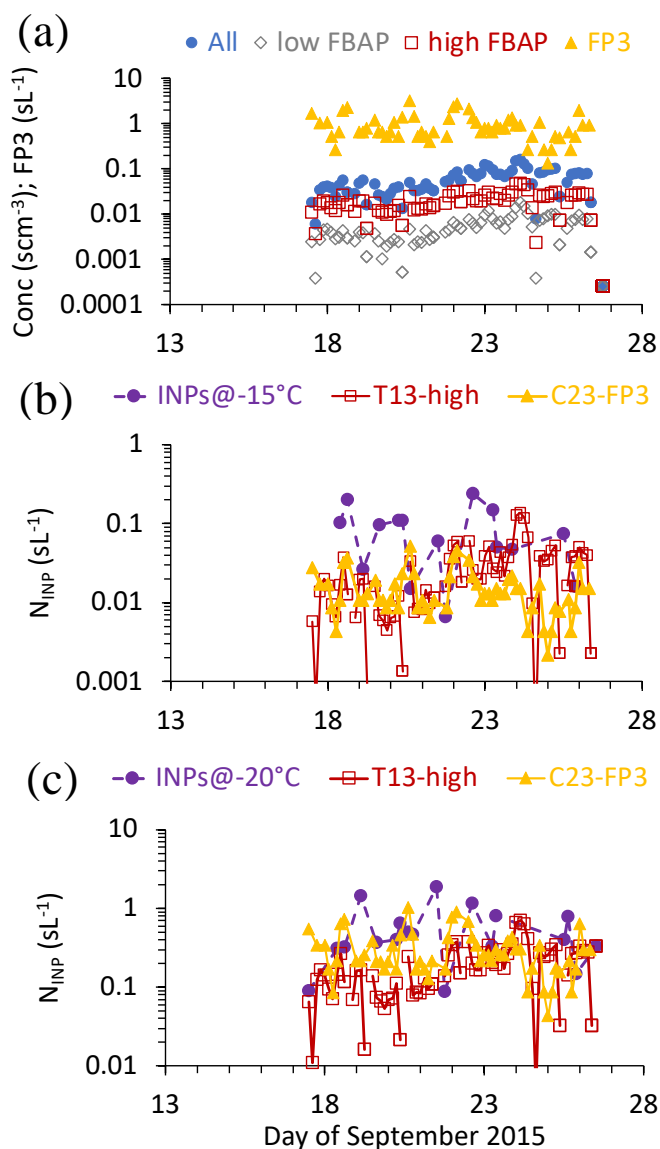 (a)
All low FBAP high FBAP FP3
Conc (scm⁻³); FP3 (sL⁻¹)
10
1
0.1
0.01
0.001
0.0001
13 18 23 28
(b)
INPs@-15°C T13-high C23-FP3
N_INP (sL⁻¹)
1
0.1
0.01
0.001
13 18 23 28
(c)
INPs@-20°C T13-high C23-FP3
N_INP (sL⁻¹)
10
1
0.1
0.01
13 18 23 28
Day of September 2015